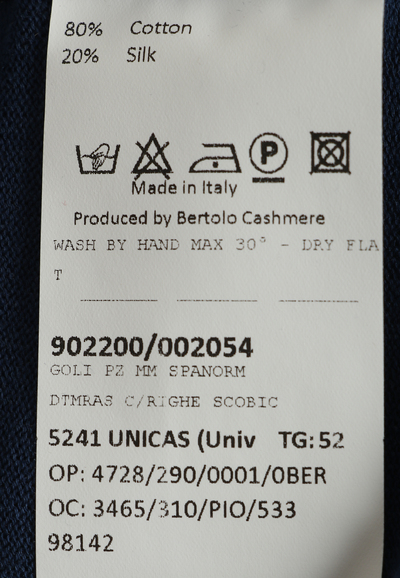 80% Cotton
20% Silk
P
Made in Italy
Produced by Bertolo Cashmere
WASH BY HAND MAX 30° - DRY FLA
T
902200/002054
GOLI PZ MM SPANORM
DTMRAS C/RIGHE SCOBIC
5241 UNICAS (Univ TG: 52
OP: 4728/290/0001/0BER
OC: 3465/310/PIO/533
98142